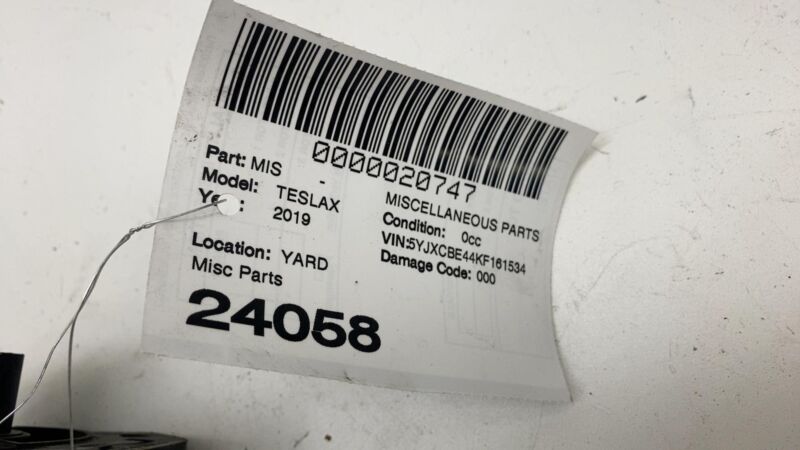 0000020747
Part: MIS -
MISCELLANEOUS PARTS
Model: TESLAX
Condition: 0cc
2019
VIN:5YJXCBE44KF161534
Damage Code: 000
Location: YARD
Misc Parts
24058